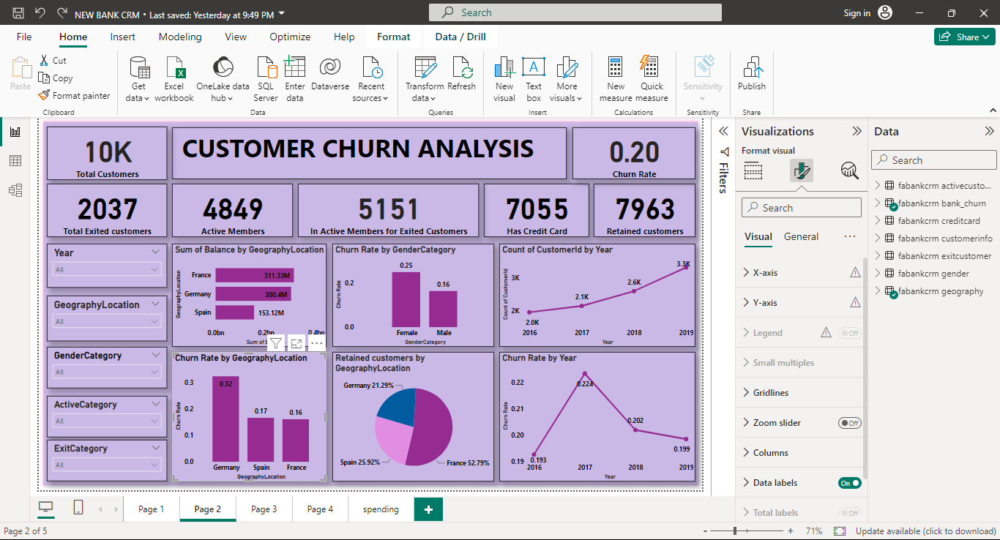 NEW BANK CRM • Last saved: Yesterday at 9:49 PM
Search
Sign in
File
Home
Insert
Modeling
View
Optimize
Help
Format
Data / Drill
Share
Paste
Cut
Copy
Format painter
Clipboard
Get data
Excel workbook
OneLake data hub
SQL Server
Enter data
Dataverse
Recent sources
Data
Transform data
Refresh
Queries
New visual
Text box
More visuals
Insert
New measure
Quick measure
Calculations
Sensitivity
Sensitivity
Publish
Share
10K
Total Customers
CUSTOMER CHURN ANALYSIS
0.20
Churn Rate
2037
Total Exited customers
4849
Active Members
5151
In Active Members for Exited Customers
7055
Has Credit Card
7963
Retained customers
Year
All
GeographyLocation
All
GenderCategory
All
ActiveCategory
All
ExitCategory
All
Sum of Balance by GeographyLocation
GeographyLocation
France
311.33M
Germany
300.4M
Spain
153.12M
0.0bn
0.2bn
0.4bn
Churn Rate by GenderCategory
Churn Rate
0.2
0.0
0.25
0.16
Female
Male
GenderCategory
Count of CustomerId by Year
Count of CustomerId
3K
2K
2.0K
2.1K
2.6K
3.3K
2016
2017
2018
2019
Year
Churn Rate by GeographyLocation
Churn Rate
0.3
0.2
0.1
0.0
0.32
0.17
0.16
Germany
Spain
France
GeographyLocation
Retained customers by
GeographyLocation
Germany 21.29%
Spain 25.92%
France 52.79%
Churn Rate by Year
Churn Rate
0.22
0.21
0.20
0.19
0.193
0.224
0.202
0.199
2016
2017
2018
2019
Year
Filters
Visualizations
Format visual
Search
Visual
General
X-axis
Y-axis
Legend
Off
Small multiples
Gridlines
Zoom slider
Off
Columns
Data labels
On
Total labels
Off
Data
Search
fabankcrm activecusto...
fabankcrm bank_churn
fabankcrm creditcard
fabankcrm customerinfo
fabankcrm exitcustomer
fabankcrm gender
fabankcrm geography
Page 1
Page 2
Page 3
Page 4
spending
Page 2 of 5
71%
Update available (click to download)